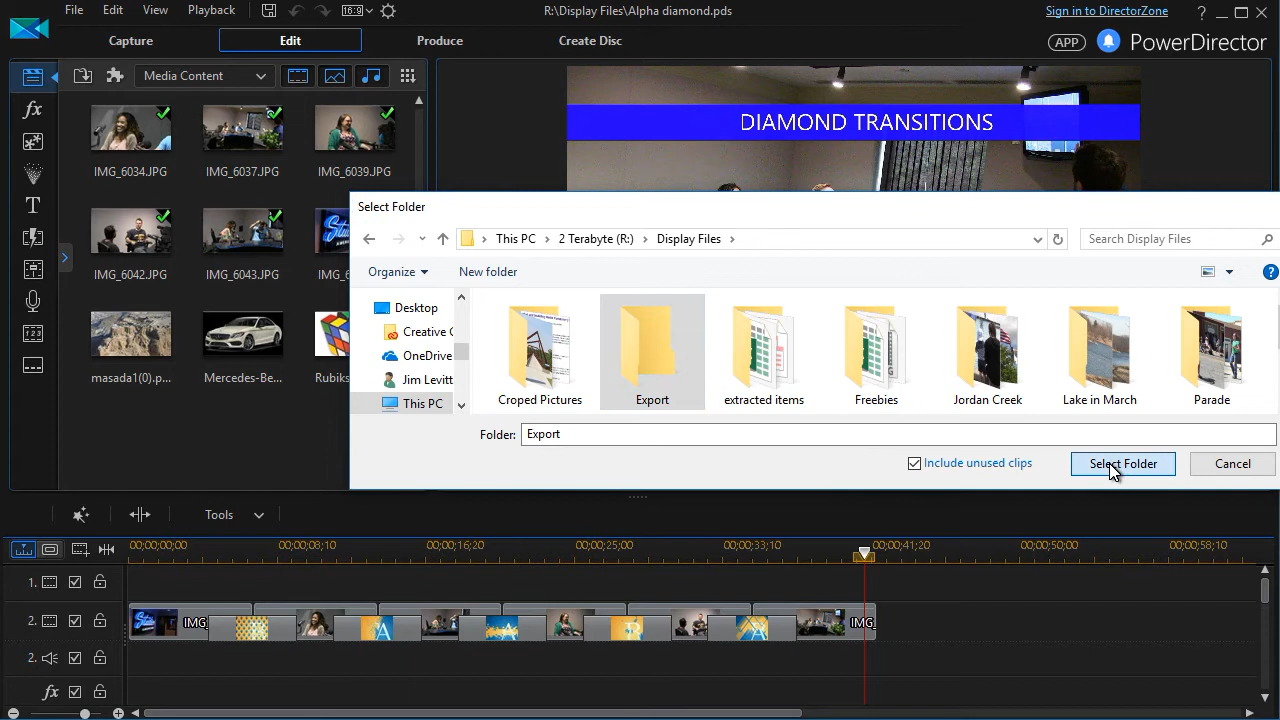 File Edit View Playback 16:9 R:\Display Files\Alpha diamond.pds Sign in to DirectorZone ?
Capture Edit Produce Create Disc APP PowerDirector
Media Content
DIAMOND TRANSITIONS
IMG_6034.JPG IMG_6037.JPG IMG_6039.JPG
IMG_6042.JPG IMG_6043.JPG
masada1(0).p... Mercedes-Be... Rubiks
Select Folder
This PC 2 Terabyte (R:) Display Files Search Display Files
Organize New folder ?
Desktop
Creative C
OneDrive
Jim Levitt
This PC
Croped Pictures Export extracted items Freebies Jordan Creek Lake in March Parade
Folder: Export
Include unused clips Select Folder Cancel
fx
T
Tools
00;00;00;00 00;00;08;10 00;00;16;20 00;00;25;00 00;00;33;10 00;00;41;20 00;00;50;00 00;00;58;10
1.
2. IMG_ A A B A IMG_
2.
fx